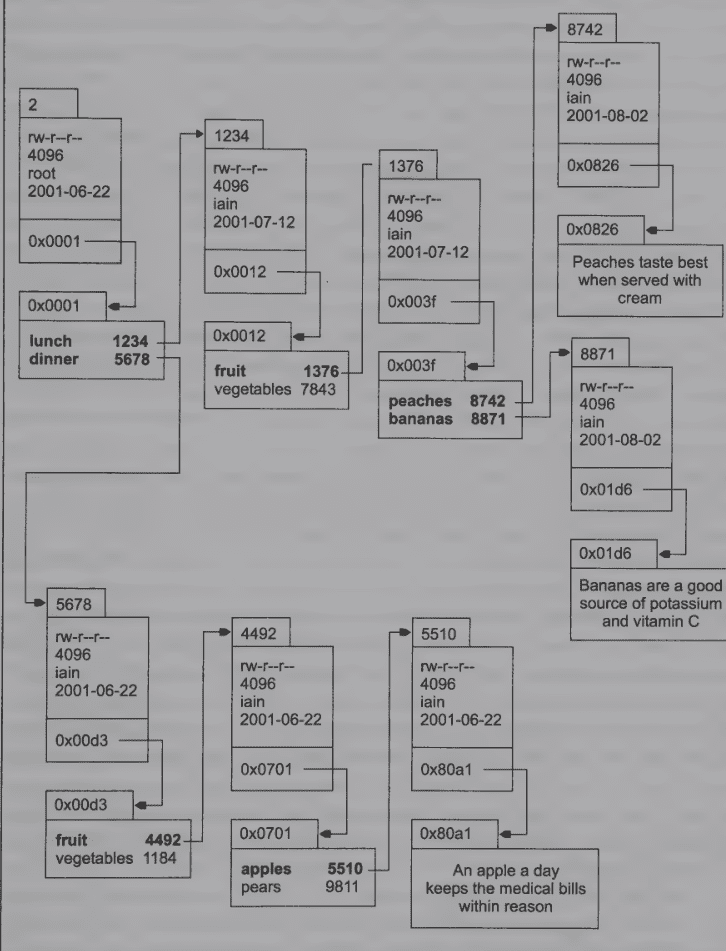 2
rw-r--r--
4096
root
2001-06-22
0x0001
0x0001
lunch 1234
dinner 5678
1234
rw-r--r--
4096
iain
2001-07-12
0x0012
0x0012
fruit 1376
vegetables 7843
1376
rw-r--r--
4096
iain
2001-07-12
0x003f
0x003f
peaches 8742
bananas 8871
8742
rw-r--r--
4096
iain
2001-08-02
0x0826
0x0826
Peaches taste best
when served with
cream
8871
rw-r--r--
4096
iain
2001-08-02
0x01d6
0x01d6
Bananas are a good
source of potassium
and vitamin C
5678
rw-r--r--
4096
iain
2001-06-22
0x00d3
0x00d3
fruit 4492
vegetables 1184
4492
rw-r--r--
4096
iain
2001-06-22
0x0701
0x0701
apples 5510
pears 9811
5510
rw-r--r--
4096
iain
2001-06-22
0x80a1
0x80a1
An apple a day
keeps the medical bills
within reason